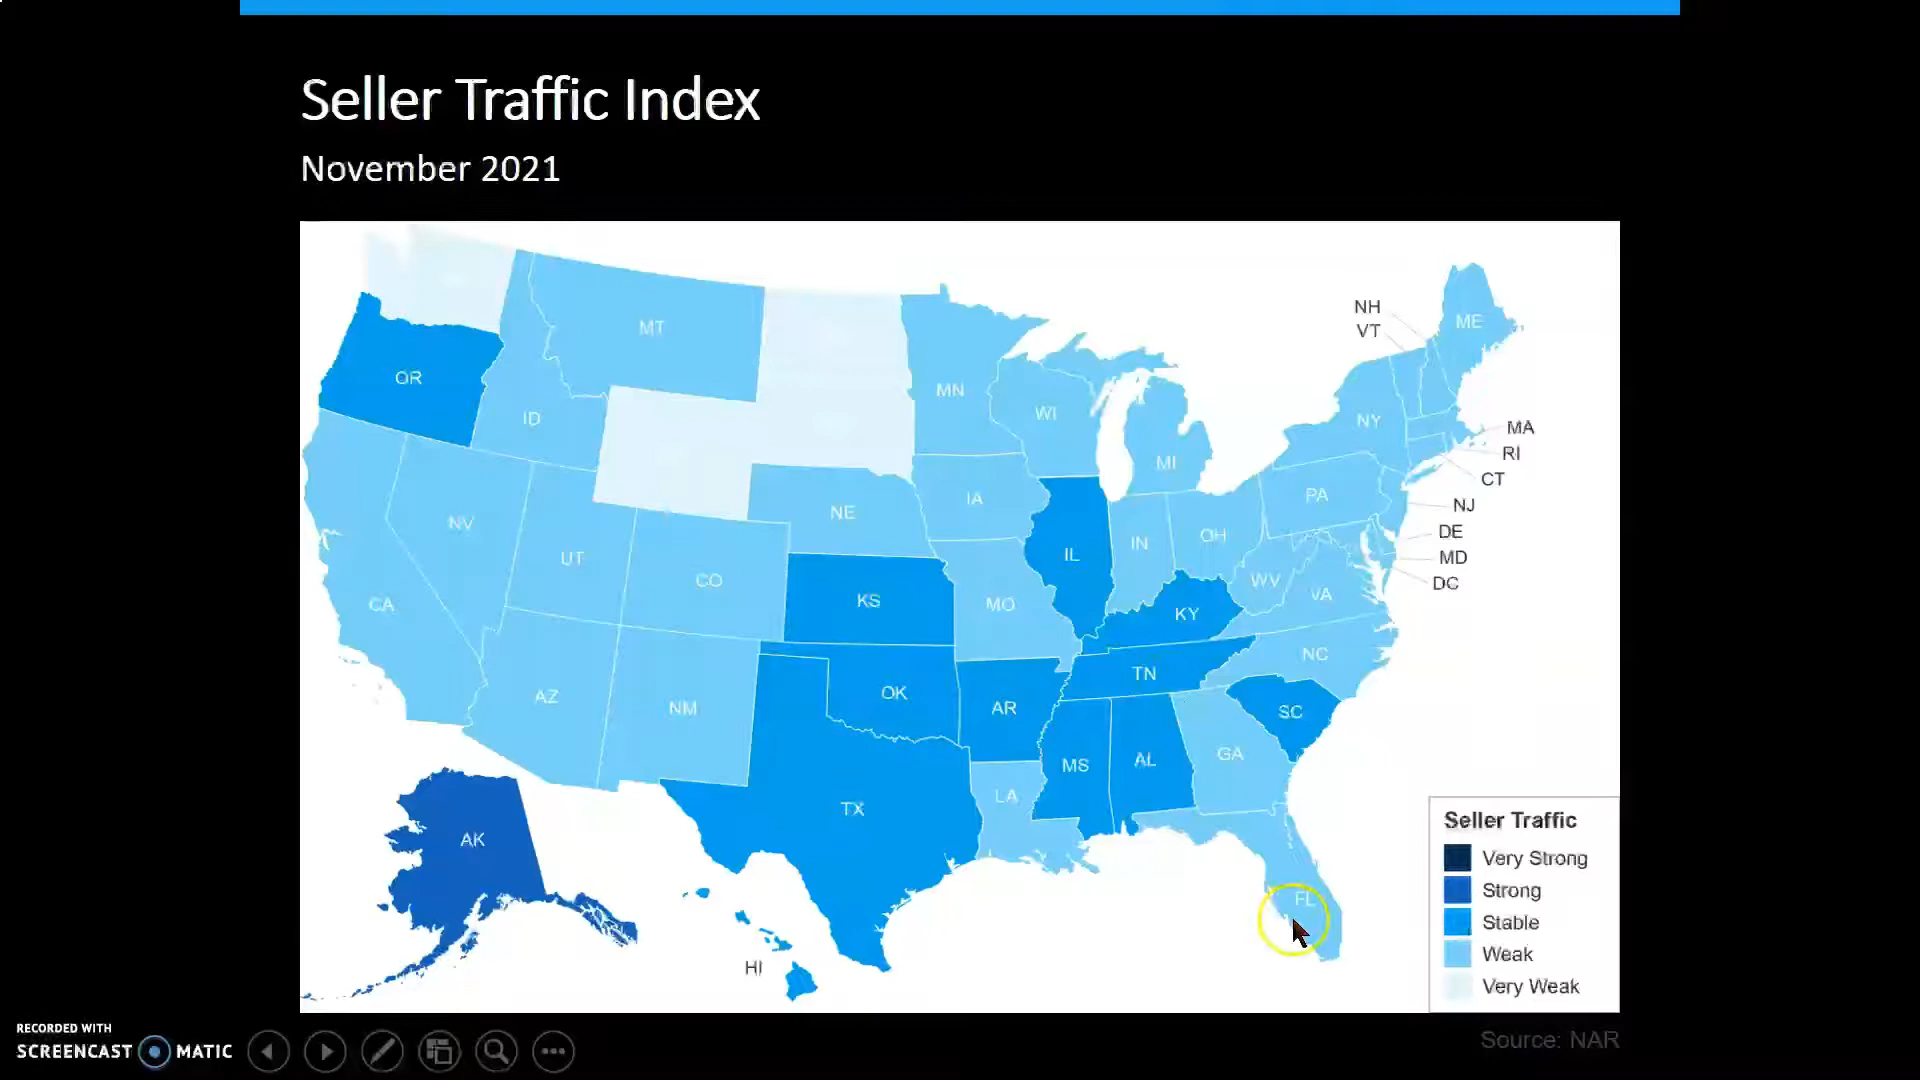 Seller Traffic Index
November 2021
NH
VT
ME
MT
OR
MN
ID
WI
NY
MA
RI
MI
CT
PA
IA
NJ
NE
NV
DE
OH
IN
IL
UT
MD
CO
WV
DC
VA
KS
CA
MO
KY
NC
TN
OK
AZ
NM
AR
SC
GA
AL
MS
LA
TX
AK
FL
HI
Seller Traffic
Very Strong
Strong
Stable
Weak
Very Weak
Source: NAR
RECORDED WITH
SCREENCAST MATIC